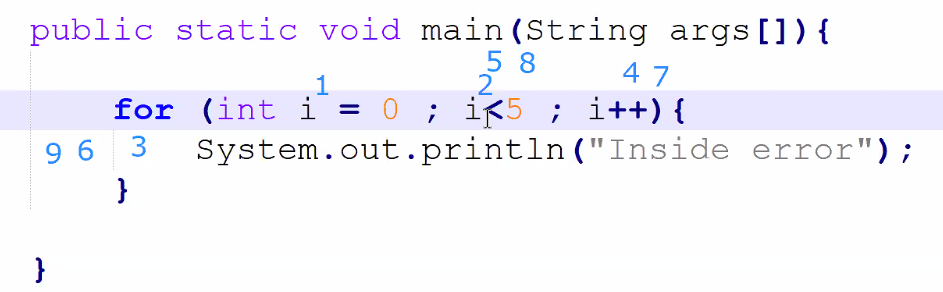 public static void main(String args[]){
5 8 4 7
1 2
for (int i = 0 ; i<5 ; i++){
9 6 3 System.out.println("Inside error");
}
}